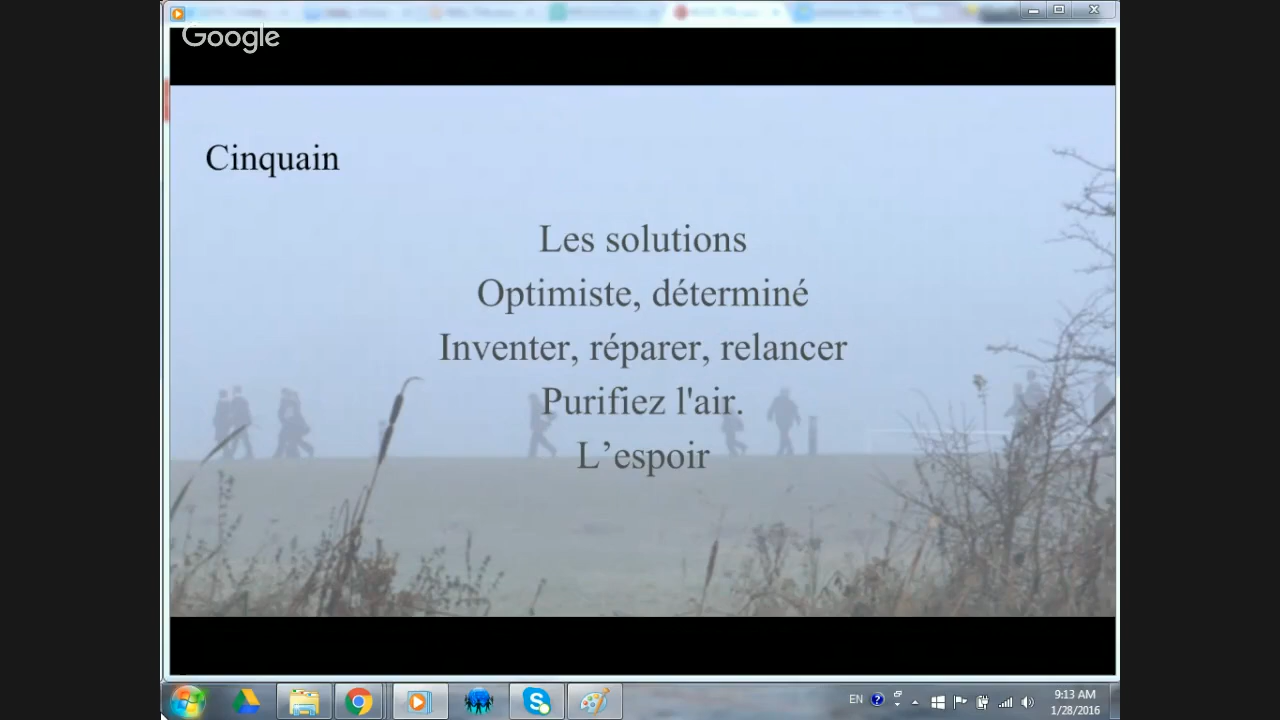 Google
Cinquain
Les solutions
Optimiste, déterminé
Inventer, réparer, relancer
Purifiez l'air.
L’espoir
EN
9:13 AM
1/28/2016